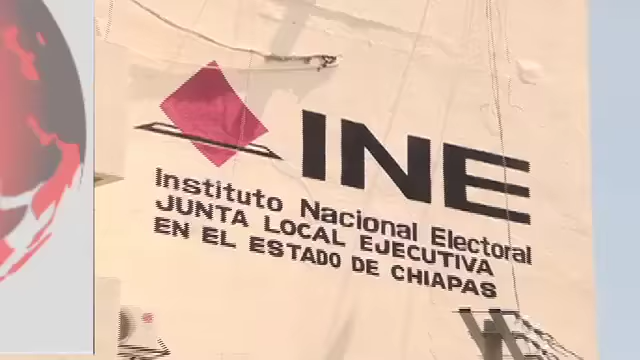 INE
Instituto Nacional Electoral
JUNTA LOCAL EJECUTIVA
EN EL ESTADO DE CHIAPAS